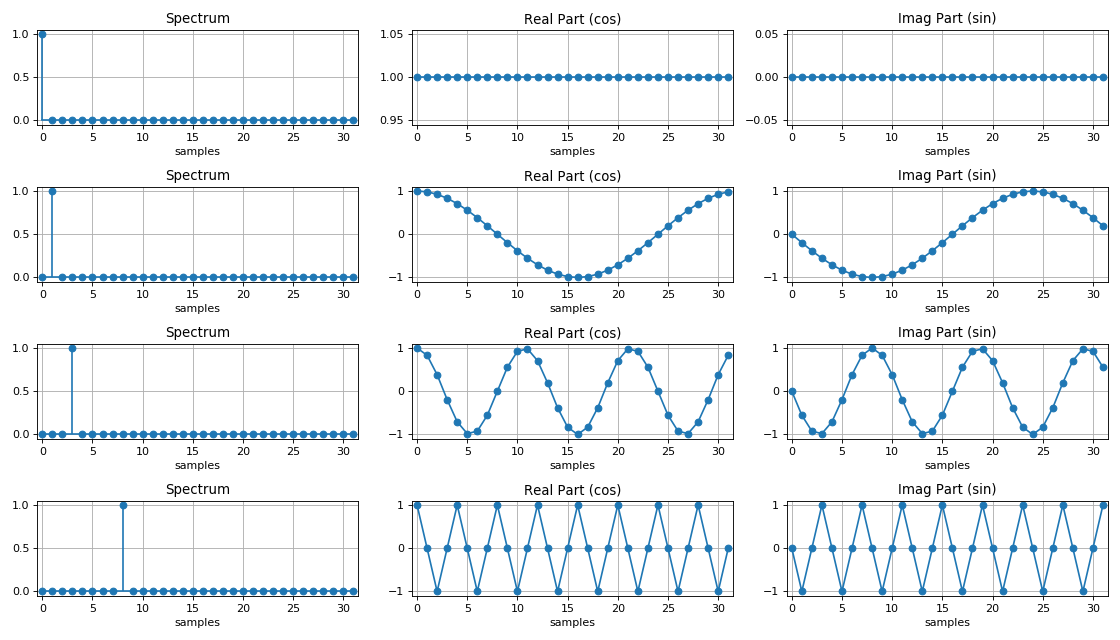 Spectrum Real Part (cos) Imag Part (sin)
1.0 1.05 0.05
0.5 1.00 0.00
0.0 0.95 −0.05
0 5 10 15 20 25 30 0 5 10 15 20 25 30 0 5 10 15 20 25 30
samples samples samples
Spectrum Real Part (cos) Imag Part (sin)
1.0 1 1
0.5 0 0
0.0 −1 −1
0 5 10 15 20 25 30 0 5 10 15 20 25 30 0 5 10 15 20 25 30
samples samples samples
Spectrum Real Part (cos) Imag Part (sin)
1.0 1 1
0.5 0 0
0.0 −1 −1
0 5 10 15 20 25 30 0 5 10 15 20 25 30 0 5 10 15 20 25 30
samples samples samples
Spectrum Real Part (cos) Imag Part (sin)
1.0 1 1
0.5 0 0
0.0 −1 −1
0 5 10 15 20 25 30 0 5 10 15 20 25 30 0 5 10 15 20 25 30
samples samples samples